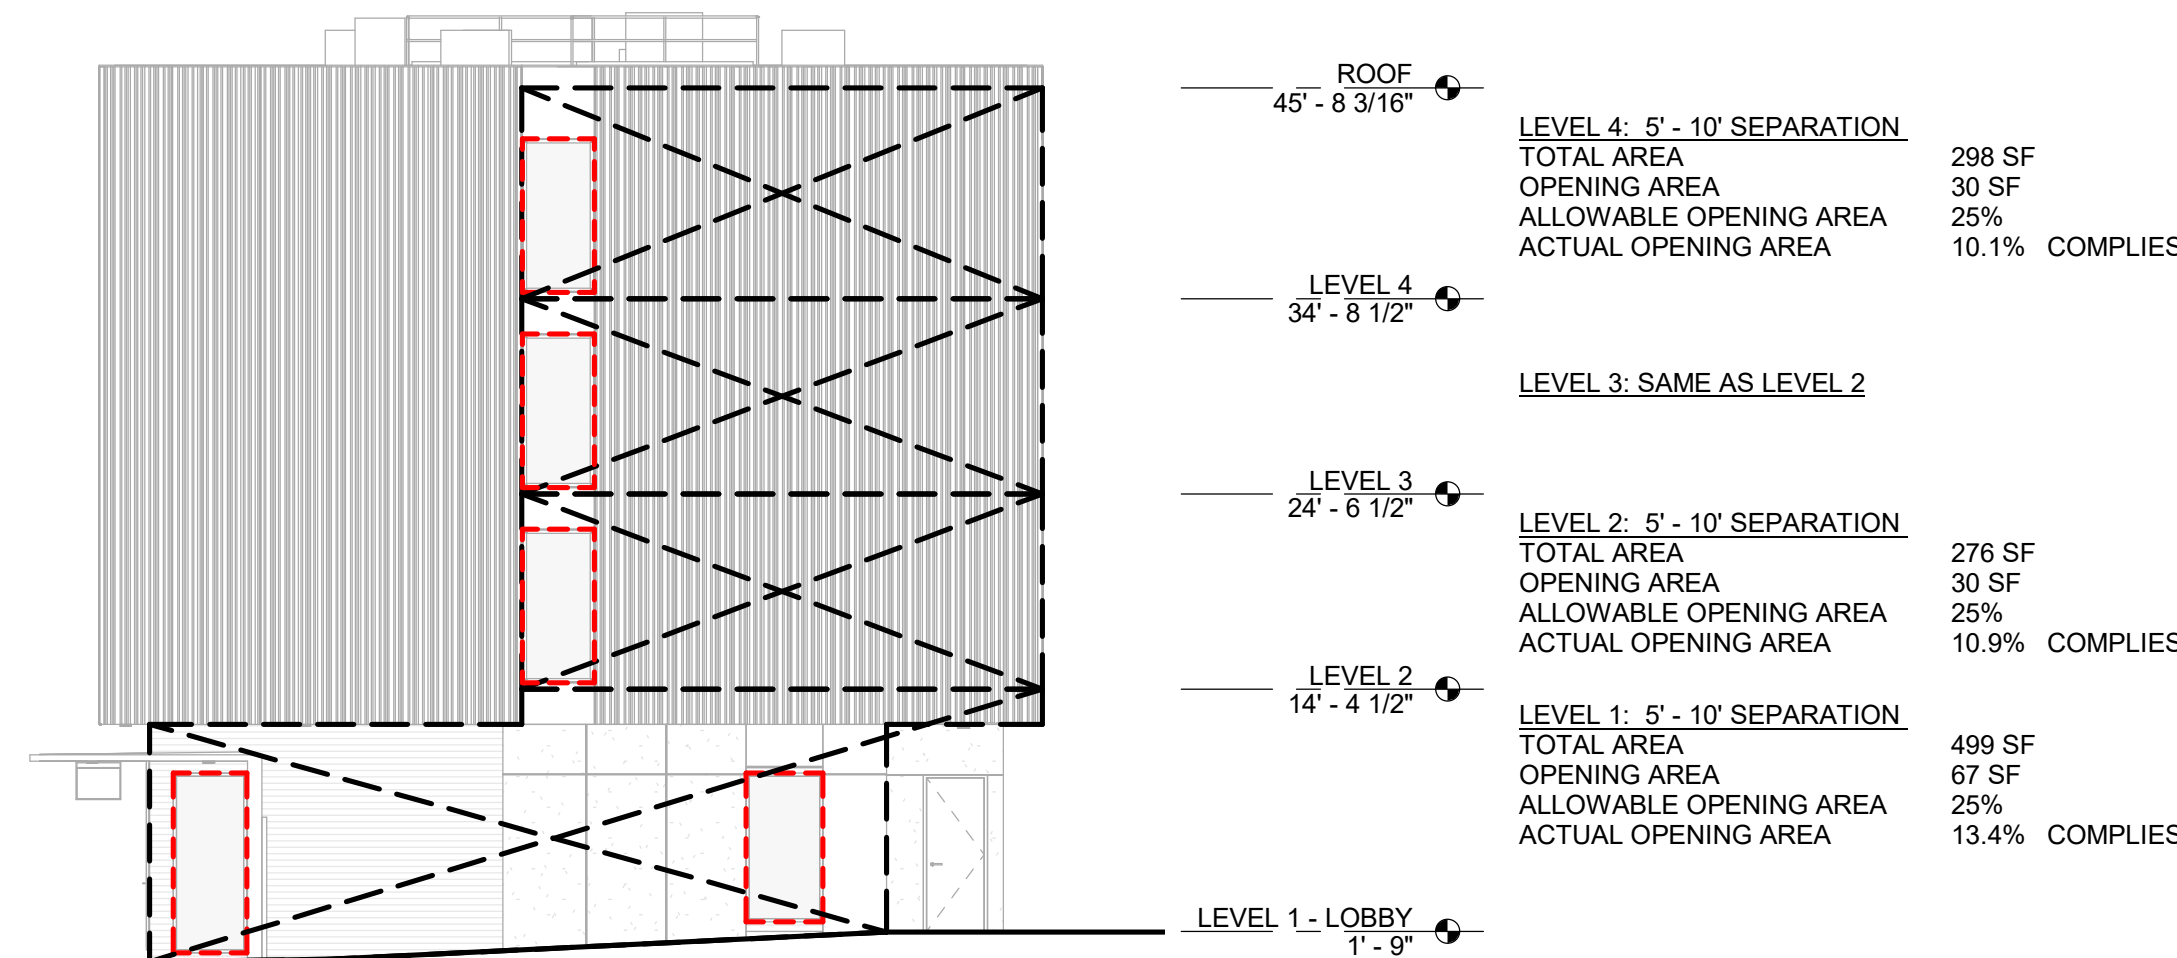 ROOF
45' - 8 3/16"
LEVEL 4: 5' - 10' SEPARATION
TOTAL AREA 298 SF
OPENING AREA 30 SF
ALLOWABLE OPENING AREA 25%
ACTUAL OPENING AREA 10.1% COMPLIES
LEVEL 4
34' - 8 1/2"
LEVEL 3: SAME AS LEVEL 2
LEVEL 3
24' - 6 1/2"
LEVEL 2: 5' - 10' SEPARATION
TOTAL AREA 276 SF
OPENING AREA 30 SF
ALLOWABLE OPENING AREA 25%
ACTUAL OPENING AREA 10.9% COMPLIES
LEVEL 2
14' - 4 1/2"
LEVEL 1: 5' - 10' SEPARATION
TOTAL AREA 499 SF
OPENING AREA 67 SF
ALLOWABLE OPENING AREA 25%
ACTUAL OPENING AREA 13.4% COMPLIES
LEVEL 1 - LOBBY
1' - 9"